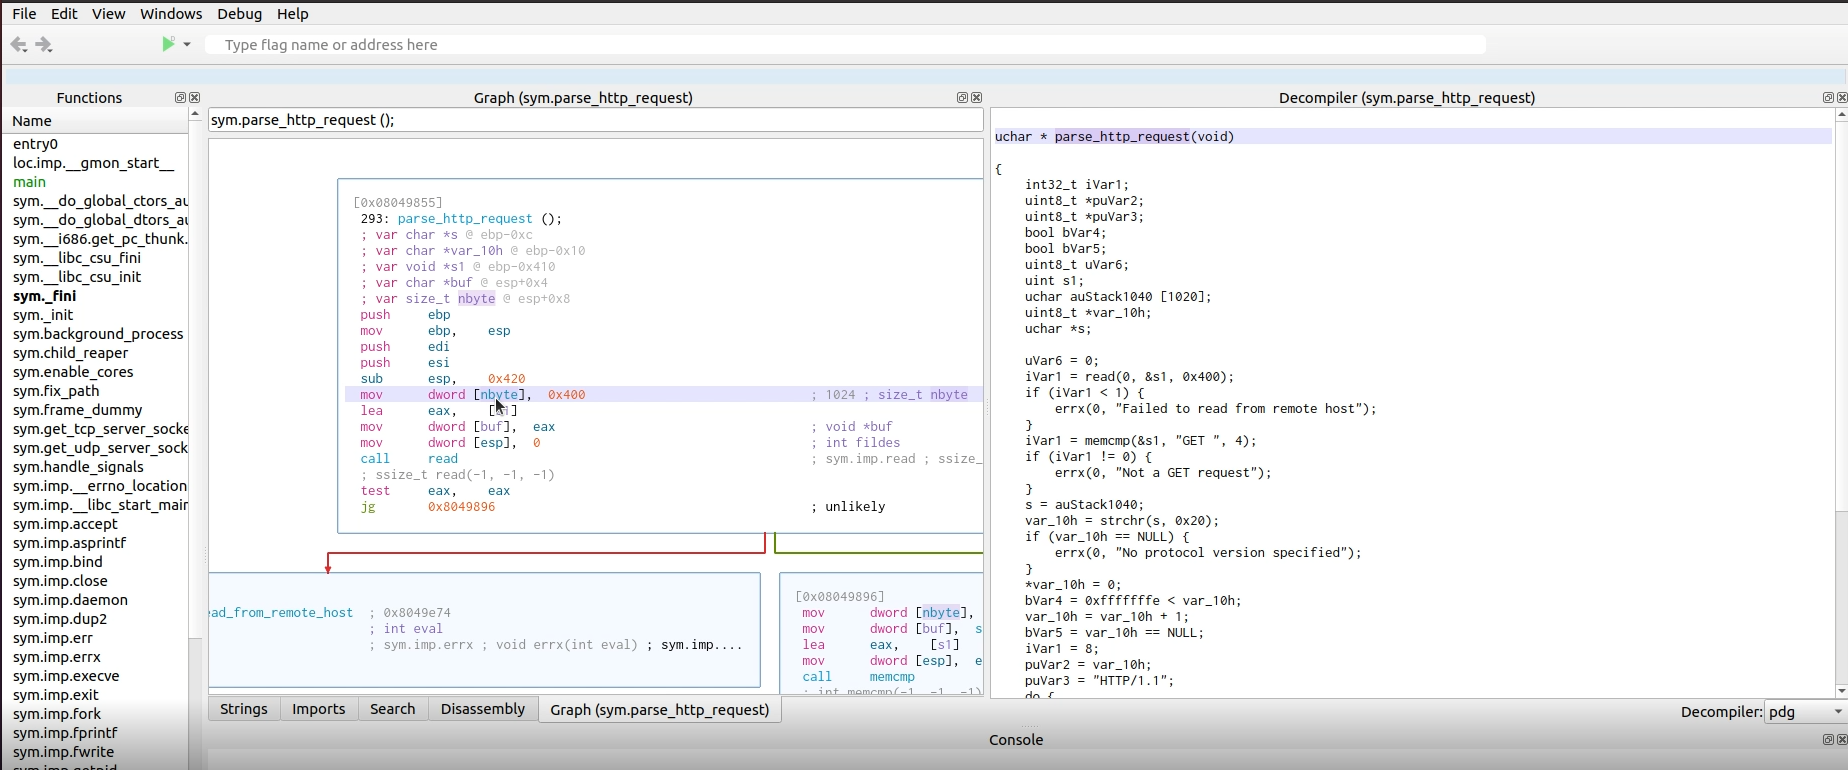 File Edit View Windows Debug Help
Type flag name or address here
Functions
Name
entry0
loc.imp.__gmon_start__
main
sym.__do_global_ctors_au
sym.__do_global_dtors_au
sym.__i686.get_pc_thunk.
sym.__libc_csu_fini
sym.__libc_csu_init
sym._fini
sym._init
sym.background_process
sym.child_reaper
sym.enable_cores
sym.fix_path
sym.frame_dummy
sym.get_tcp_server_socke
sym.get_udp_server_sock
sym.handle_signals
sym.imp.__errno_location
sym.imp.__libc_start_mair
sym.imp.accept
sym.imp.asprintf
sym.imp.bind
sym.imp.close
sym.imp.daemon
sym.imp.dup2
sym.imp.err
sym.imp.errx
sym.imp.execve
sym.imp.exit
sym.imp.fork
sym.imp.fprintf
sym.imp.fwrite
Graph (sym.parse_http_request)
sym.parse_http_request ();
[0x08049855]
293: parse_http_request ();
; var char *s @ ebp-0xc
; var char *var_10h @ ebp-0x10
; var void *s1 @ ebp-0x410
; var char *buf @ esp+0x4
; var size_t nbyte @ esp+0x8
push ebp
mov ebp, esp
push edi
push esi
sub esp, 0x420
mov dword [nbyte], 0x400 ; 1024 ; size_t nbyte
lea eax,
mov dword [buf], eax ; void *buf
mov dword [esp], 0 ; int fildes
call read ; sym.imp.read ; ssize_
; ssize_t read(-1, -1, -1)
test eax, eax
jg 0x8049896 ; unlikely
ad_from_remote_host ; 0x8049e74
; int eval
; sym.imp.errx ; void errx(int eval) ; sym.imp....
[0x08049896]
mov dword [nbyte],
mov dword [buf], s
lea eax, [s1]
mov dword [esp], e
call memcmp
; int memcmp(-1, -1, -1)
Strings Imports Search Disassembly Graph (sym.parse_http_request)
Decompiler (sym.parse_http_request)
uchar * parse_http_request(void)
{
int32_t iVar1;
uint8_t *puVar2;
uint8_t *puVar3;
bool bVar4;
bool bVar5;
uint8_t uVar6;
uint s1;
uchar auStack1040 [1020];
uint8_t *var_10h;
uchar *s;
uVar6 = 0;
iVar1 = read(0, &s1, 0x400);
if (iVar1 < 1) {
errx(0, "Failed to read from remote host");
}
iVar1 = memcmp(&s1, "GET ", 4);
if (iVar1 != 0) {
errx(0, "Not a GET request");
}
s = auStack1040;
var_10h = strchr(s, 0x20);
if (var_10h == NULL) {
errx(0, "No protocol version specified");
}
*var_10h = 0;
bVar4 = 0xfffffffe < var_10h;
var_10h = var_10h + 1;
bVar5 = var_10h == NULL;
iVar1 = 8;
puVar2 = var_10h;
puVar3 = "HTTP/1.1";
do {
Decompiler: pdg
Console